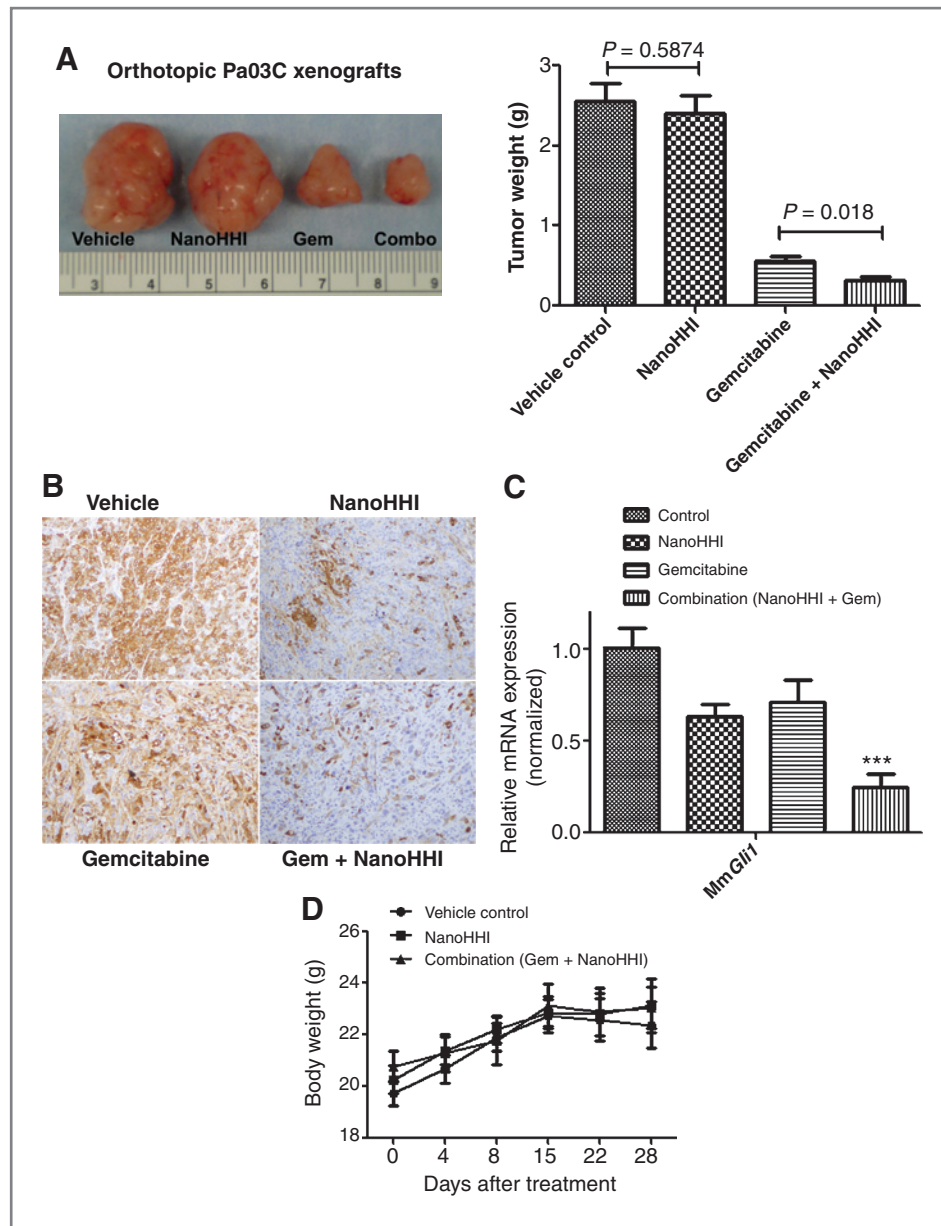 A
Orthotopic Pa03C xenografts
Vehicle NanoHHI Gem Combo
3 4 5 6 7 8 9
P = 0.5874
P = 0.018
Tumor weight (g)
3
2
1
0
Vehicle control
NanoHHI
Gemcitabine
Gemcitabine + NanoHHI
B
Vehicle NanoHHI
Gemcitabine Gem + NanoHHI
C
Control
NanoHHI
Gemcitabine
Combination (NanoHHI + Gem)
Relative mRNA expression
(normalized)
1.0
0.5
0.0
***
MmGli1
D
Vehicle control
NanoHHI
Combination (Gem + NanoHHI)
Body weight (g)
26
24
22
20
18
0 4 8 15 22 28
Days after treatment